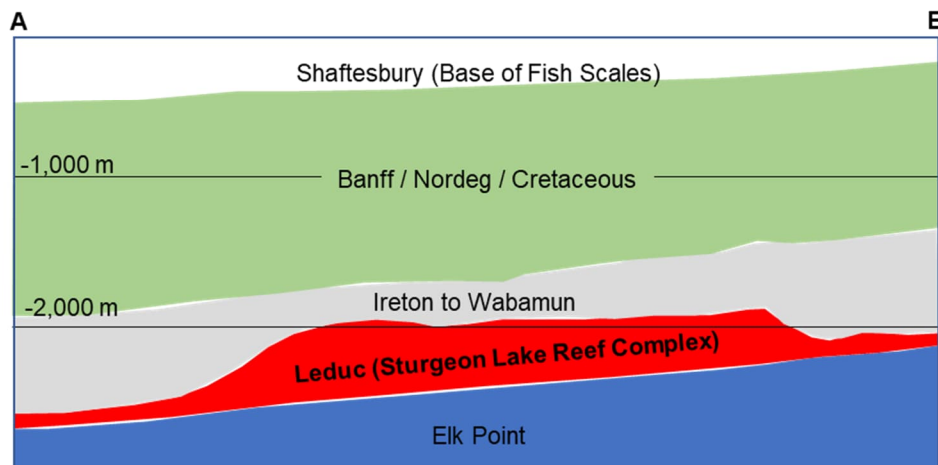 A
B
Shaftesbury (Base of Fish Scales)
-1,000 m
Banff / Nordeg / Cretaceous
-2,000 m
Ireton to Wabamun
Leduc (Sturgeon Lake Reef Complex)
Elk Point